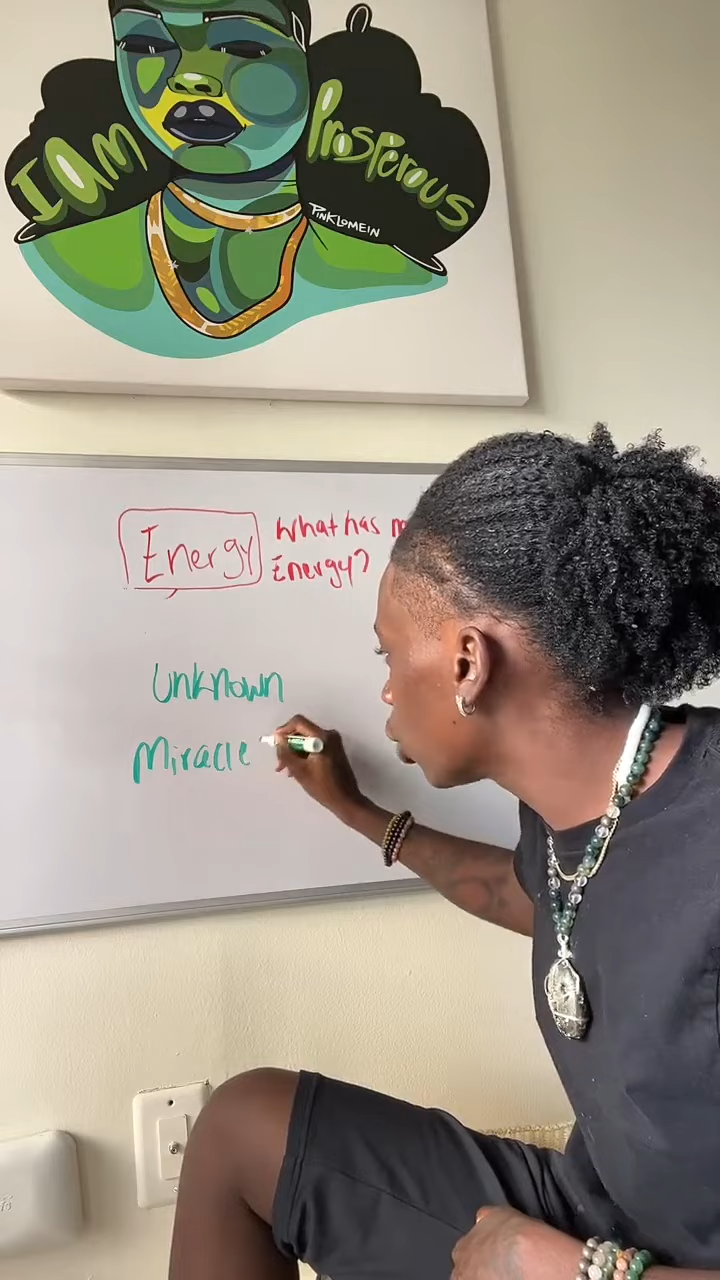 I am
Prosperous
PINKLOMEIN
Energy
What has
Energy?
Unknown
Miracle